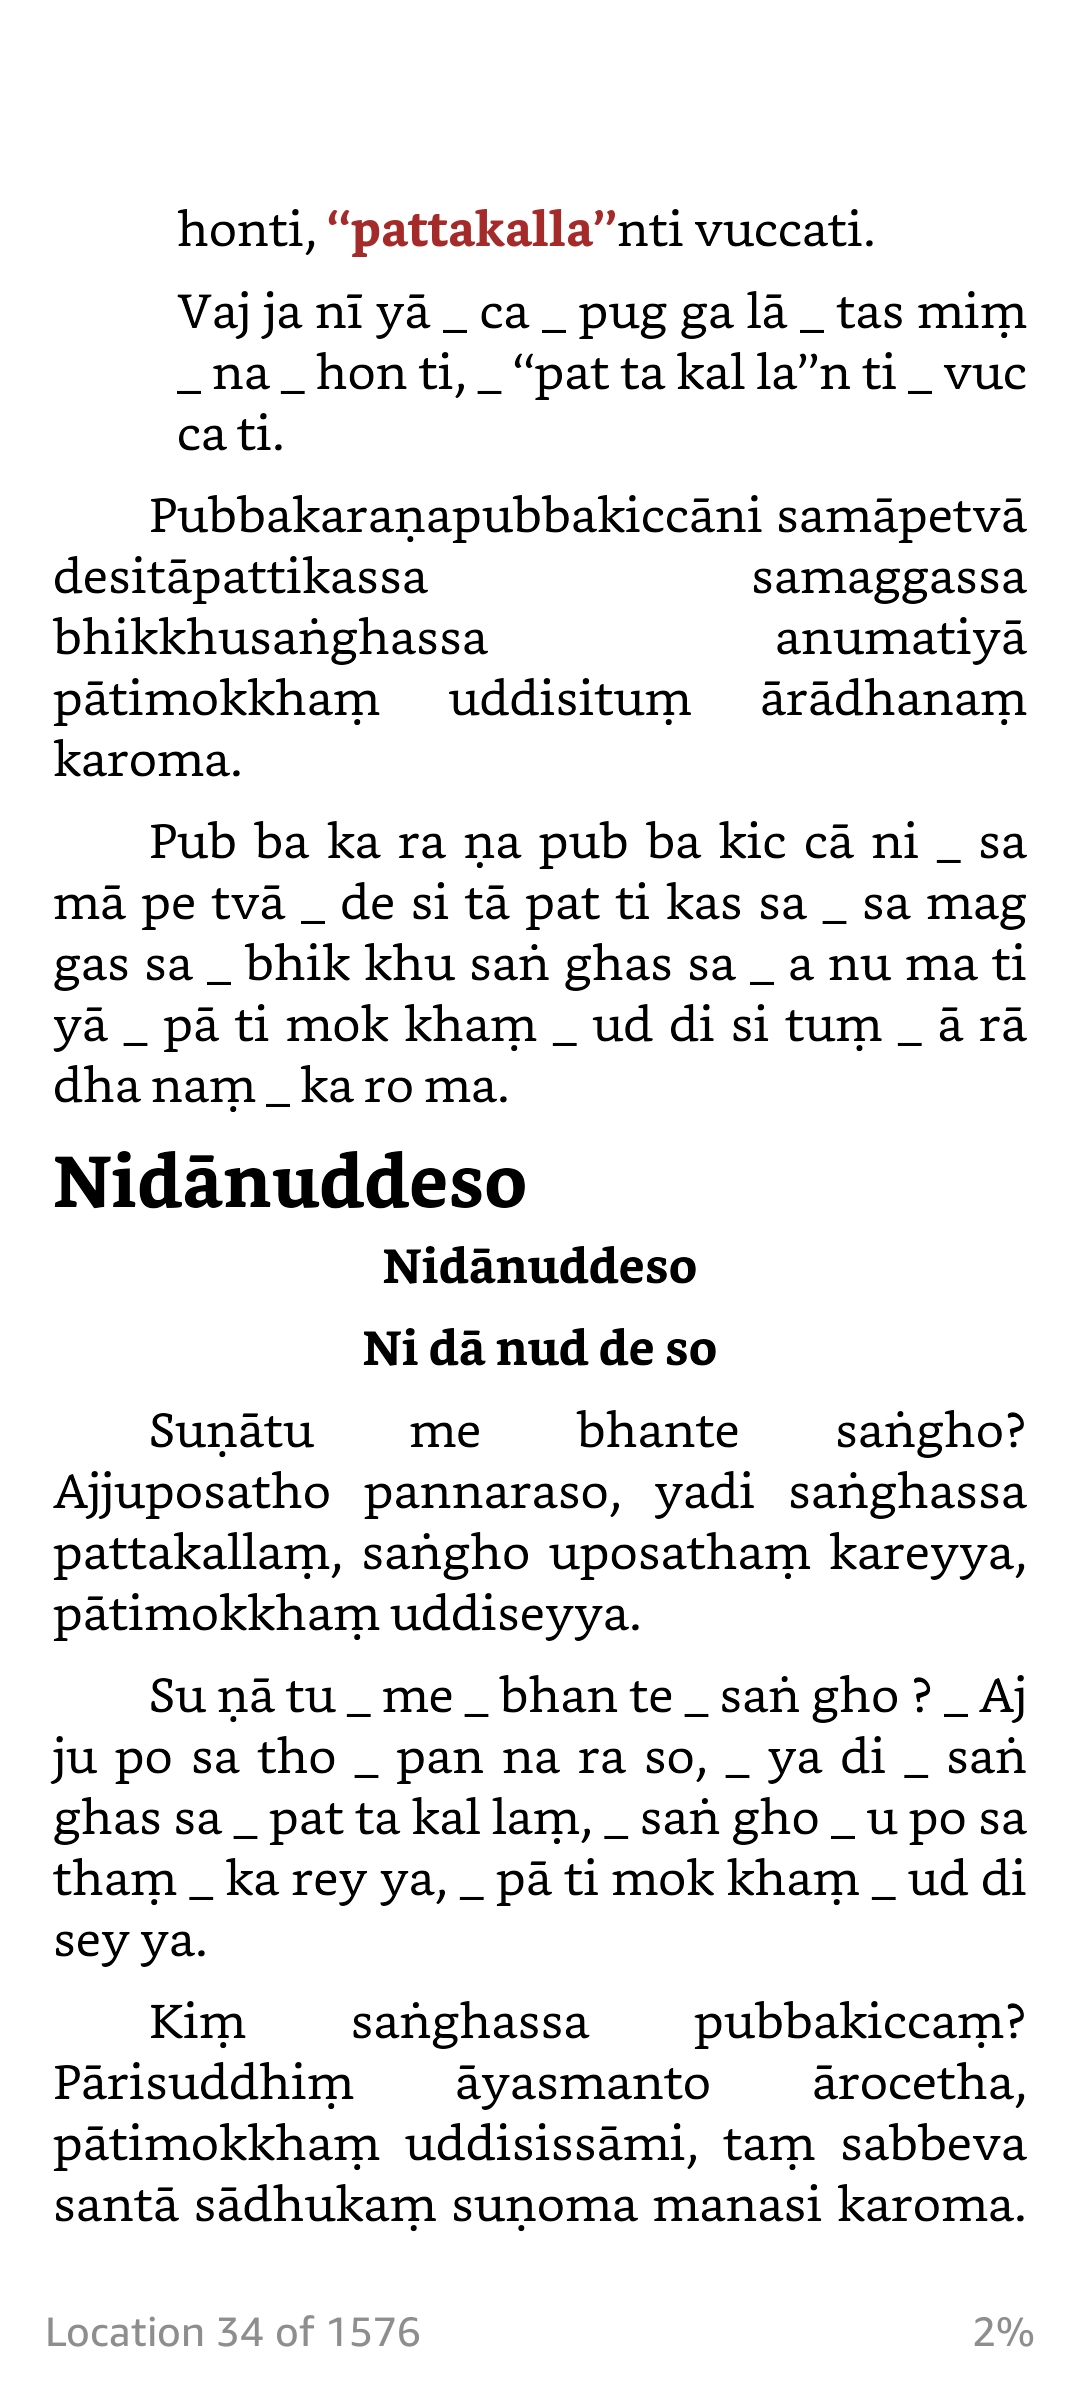 honti, “pattakalla”nti vuccati.
Vaj ja nī yā _ ca _ pug ga lā _ tas miṃ
_ na _ hon ti, _ “pat ta kal la”n ti _ vuc
ca ti.
Pubbakaraṇapubbakiccāni samāpetvā
desitāpattikassa samaggassa
bhikkhusaṅghassa anumatiyā
pātimokkhaṃ uddisituṃ ārādhanaṃ
karoma.
Pub ba ka ra ṇa pub ba kic cā ni _ sa
mā pe tvā _ de si tā pat ti kas sa _ sa mag
gas sa _ bhik khu saṅ ghas sa _ a nu ma ti
yā _ pā ti mok khaṃ _ ud di si tuṃ _ ā rā
dha naṃ _ ka ro ma.
Nidānuddeso
Nidānuddeso
Ni dā nud de so
Suṇātu me bhante saṅgho?
Ajjuposatho pannaraso, yadi saṅghassa
pattakallaṃ, saṅgho uposathaṃ kareyya,
pātimokkhaṃ uddiseyya.
Su ṇā tu _ me _ bhan te _ saṅ gho ? _ Aj
ju po sa tho _ pan na ra so, _ ya di _ saṅ
ghas sa _ pat ta kal laṃ, _ saṅ gho _ u po sa
thaṃ _ ka rey ya, _ pā ti mok khaṃ _ ud di
sey ya.
Kiṃ saṅghassa pubbakiccaṃ?
Pārisuddhiṃ āyasmanto ārocetha,
pātimokkhaṃ uddisissāmi, taṃ sabbeva
santā sādhukaṃ suṇoma manasi karoma.
Location 34 of 1576 2%